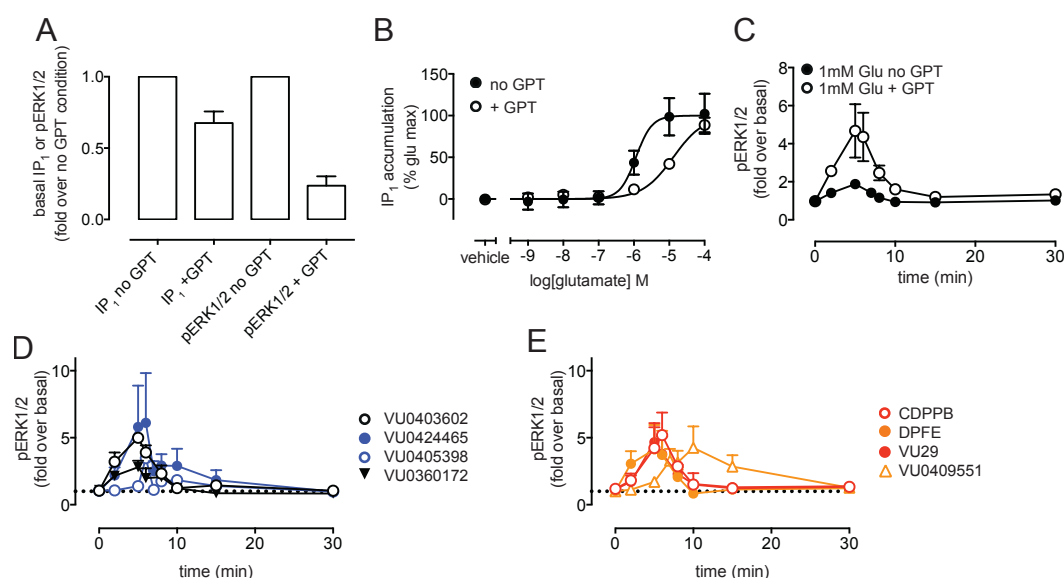 A
basal IP1 or pERK1/2
(fold over no GPT condition)
1.0
0.5
0.0
IP1 no GPT
IP1 +GPT
pERK1/2 no GPT
pERK1/2 + GPT
B
IP1 accumulation
(% glu max)
150
100
50
0
no GPT
+ GPT
vehicle
-9 -8 -7 -6 -5 -4
log[glutamate] M
C
pERK1/2
(fold over basal)
8
6
4
2
0
1mM Glu no GPT
1mM Glu + GPT
0 10 20 30
time (min)
D
pERK1/2
(fold over basal)
10
5
0
VU0403602
VU0424465
VU0405398
VU0360172
0 10 20 30
time (min)
E
pERK1/2
(fold over basal)
10
5
0
CDPPB
DPFE
VU29
VU0409551
0 10 20 30
time (min)